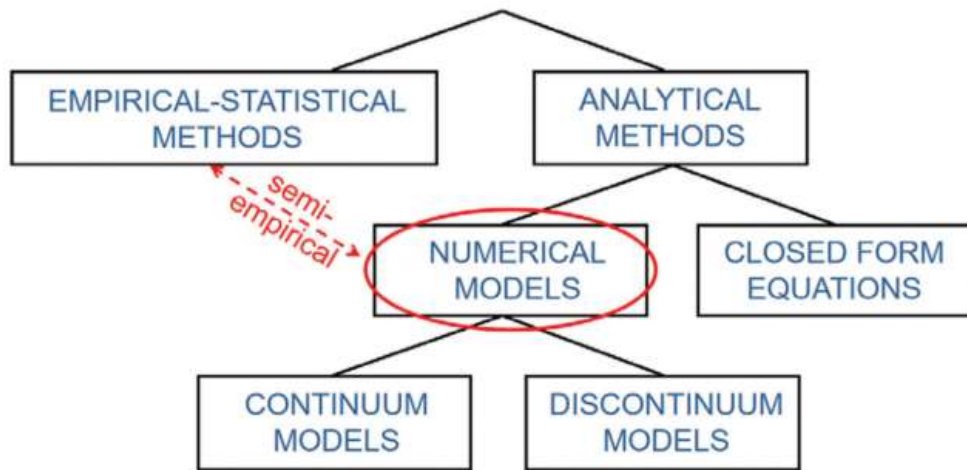 EMPIRICAL-STATISTICAL
METHODS
ANALYTICAL
METHODS
semi-
empirical
NUMERICAL
MODELS
CLOSED FORM
EQUATIONS
CONTINUUM
MODELS
DISCONTINUUM
MODELS